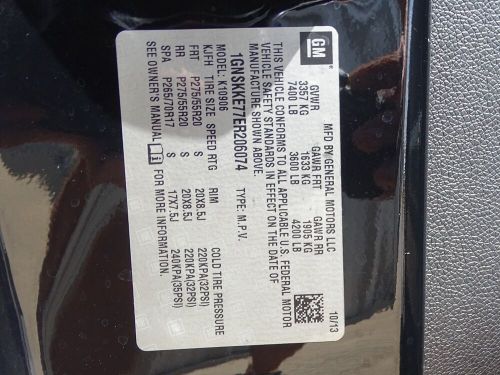 GM
MFD BY GENERAL MOTORS LLC 10/13
GVWR GAWR FRT GAWR RR
3357 KG 1633 KG 1905 KG
7400 LB 3600 LB 4200 LB
THIS VEHICLE CONFORMS TO ALL APPLICABLE U.S. FEDERAL MOTOR
VEHICLE SAFETY STANDARDS IN EFFECT ON THE DATE OF
MANUFACTURE SHOWN ABOVE.
1GNSKKE77ER206074 TYPE: M.P.V.
MODEL: K10906
KJFH TIRE SIZE SPEED RTG RIM COLD TIRE PRESSURE
FRT P275/55R20 S 20X8.5J 220KPA(32PSI)
RR P275/55R20 S 20X8.5J 220KPA(32PSI)
SPA P265/70R17 S 17X7.5J 240KPA(35PSI)
SEE OWNER'S MANUAL i FOR MORE INFORMATION.